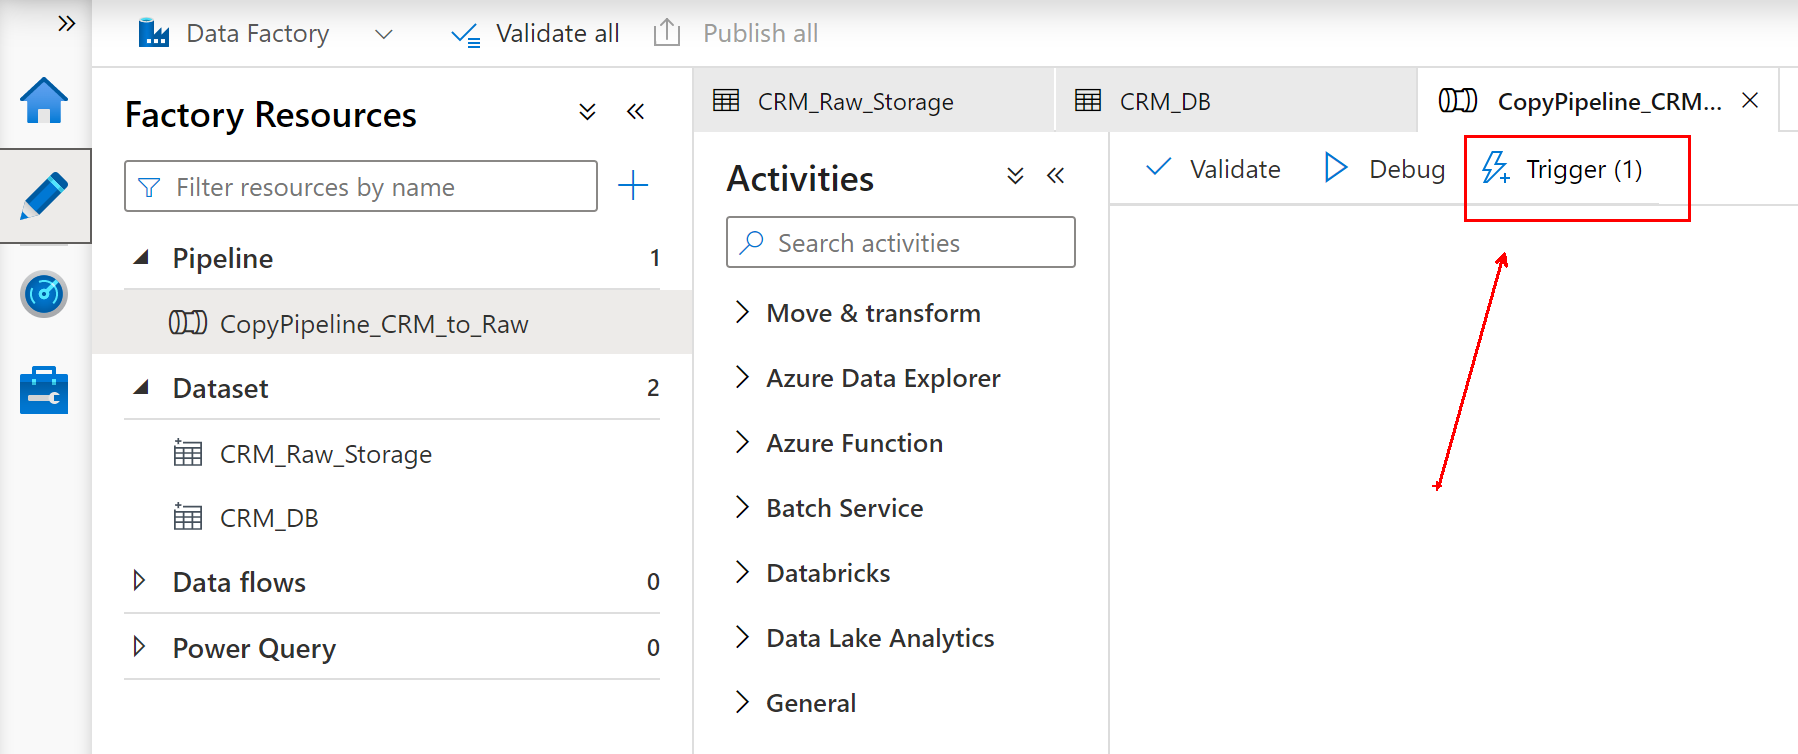 Data Factory
Validate all
Publish all
Factory Resources
Filter resources by name
Pipeline 1
CopyPipeline_CRM_to_Raw
Dataset 2
CRM_Raw_Storage
CRM_DB
Data flows 0
Power Query 0
CRM_Raw_Storage
CRM_DB
CopyPipeline_CRM...
Activities
Search activities
Move & transform
Azure Data Explorer
Azure Function
Batch Service
Databricks
Data Lake Analytics
General
Validate
Debug
Trigger (1)